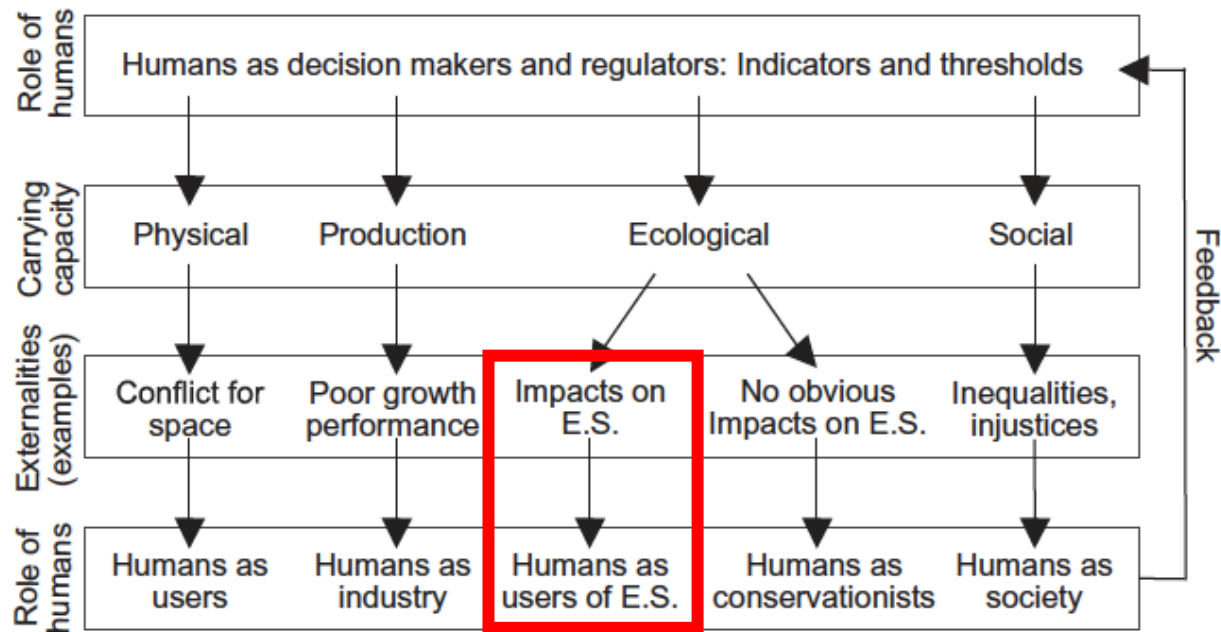 Role of
humans
Humans as decision makers and regulators: Indicators and thresholds
Carrying
capacity
Physical
Production
Ecological
Social
Externalities
(examples)
Conflict for
space
Poor growth
performance
Impacts on
E.S.
No obvious
Impacts on E.S.
Inequalities,
injustices
Role of
humans
Humans as
users
Humans as
industry
Humans as
users of E.S.
Humans as
conservationists
Humans as
society
Feedback